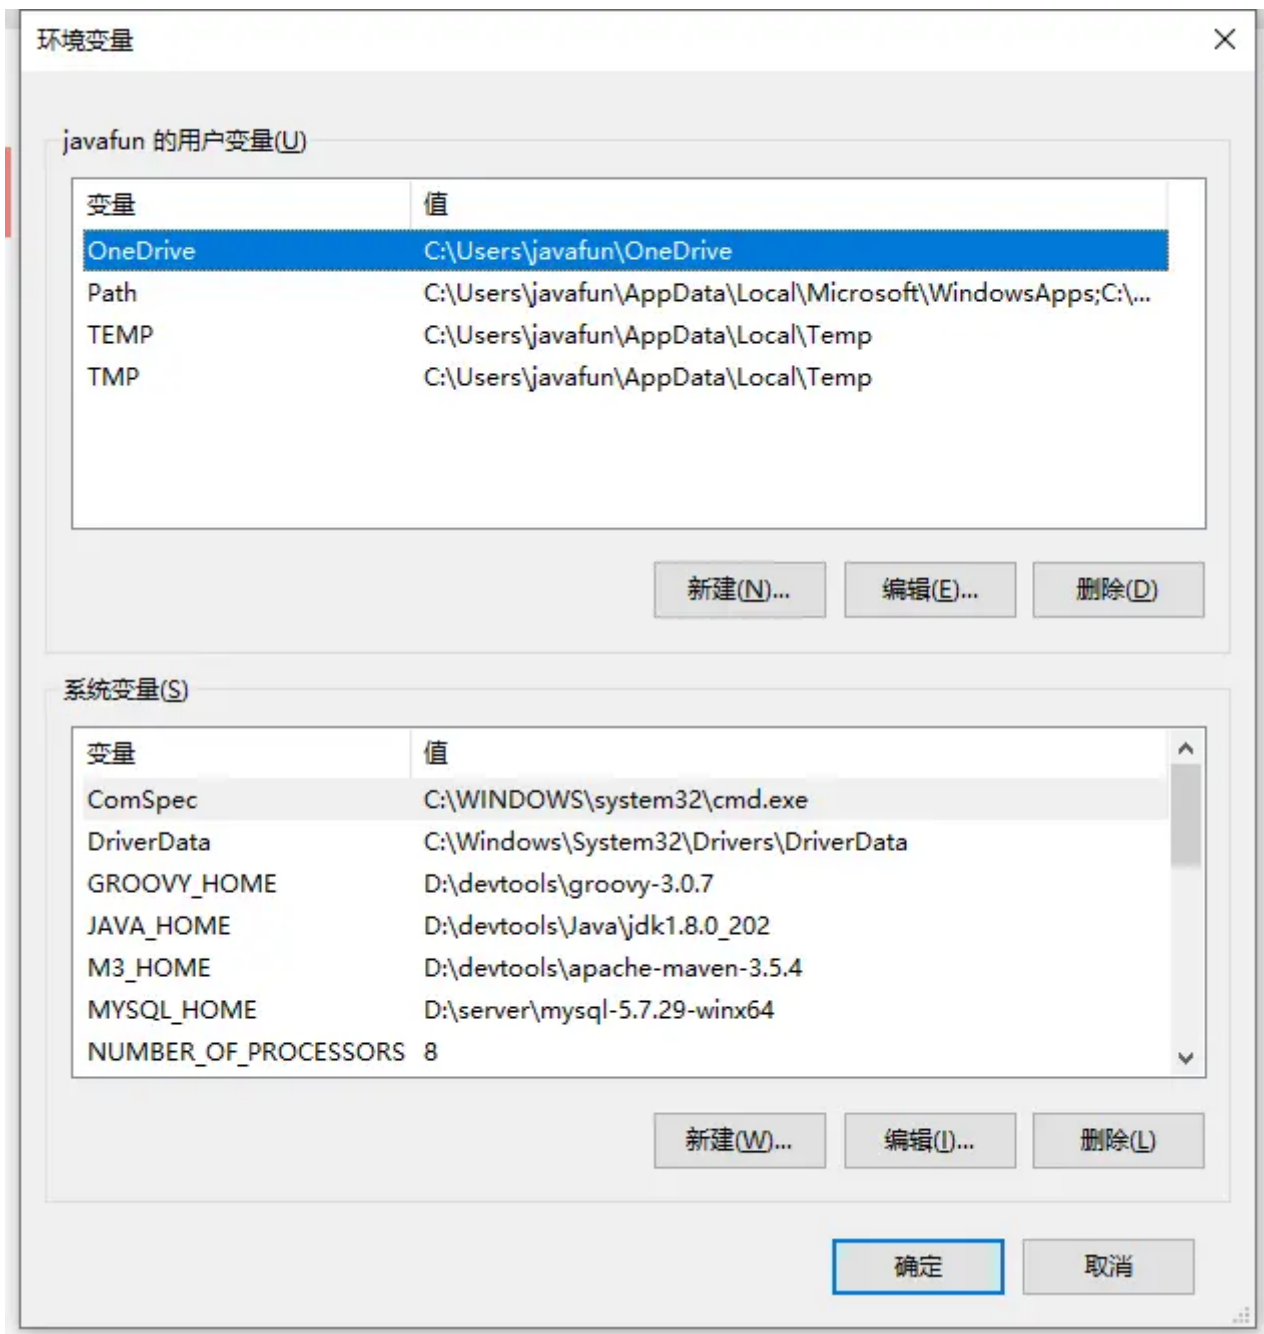 环境变量
javafun 的用户变量(U)
变量 值
OneDrive C:\Users\javafun\OneDrive
Path C:\Users\javafun\AppData\Local\Microsoft\WindowsApps;C:\...
TEMP C:\Users\javafun\AppData\Local\Temp
TMP C:\Users\javafun\AppData\Local\Temp
新建(N)... 编辑(E)... 删除(D)
系统变量(S)
变量 值
ComSpec C:\WINDOWS\system32\cmd.exe
DriverData C:\Windows\System32\Drivers\DriverData
GROOVY_HOME D:\devtools\groovy-3.0.7
JAVA_HOME D:\devtools\Java\jdk1.8.0_202
M3_HOME D:\devtools\apache-maven-3.5.4
MYSQL_HOME D:\server\mysql-5.7.29-winx64
NUMBER_OF_PROCESSORS 8
新建(W)... 编辑(I)... 删除(L)
确定 取消